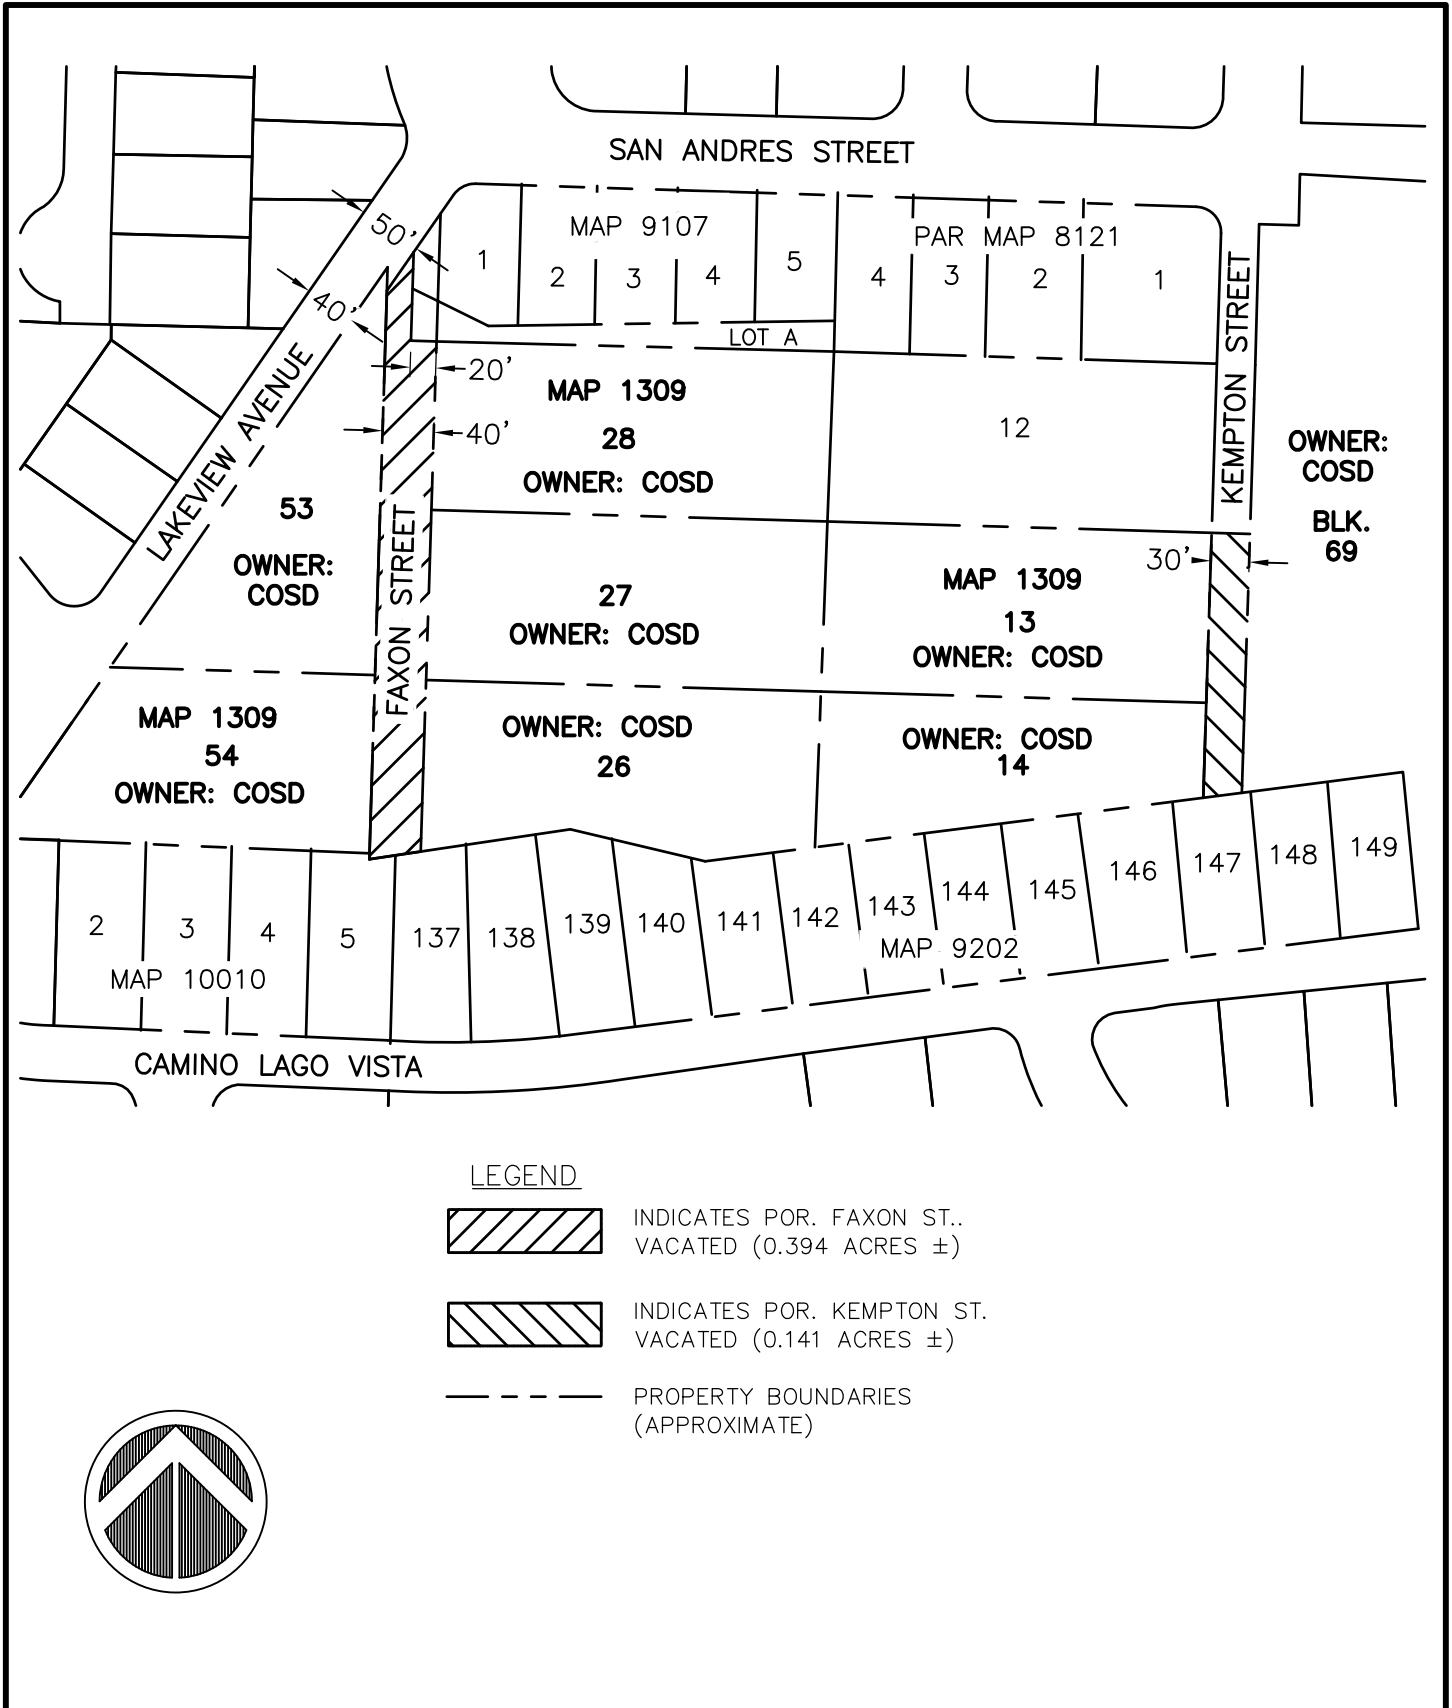 SAN ANDRES STREET
50'
MAP 9107
PAR MAP 8121
1
2
3
4
5
4
3
2
1
40'
LOT A
20'
40'
LAKEVIEW AVENUE
KEMPTON STREET
MAP 1309
28
OWNER: COSD
12
OWNER:
COSD
BLK.
69
53
OWNER:
COSD
FAXON STREET
27
OWNER: COSD
30'
MAP 1309
13
OWNER: COSD
MAP 1309
54
OWNER: COSD
OWNER: COSD
26
OWNER: COSD
14
2
3
4
5
137
138
139
140
141
142
143
144
145
146
147
148
149
MAP 10010
MAP 9202
CAMINO LAGO VISTA
LEGEND
INDICATES POR. FAXON ST..
VACATED (0.394 ACRES ±)
INDICATES POR. KEMPTON ST.
VACATED (0.141 ACRES ±)
PROPERTY BOUNDARIES
(APPROXIMATE)